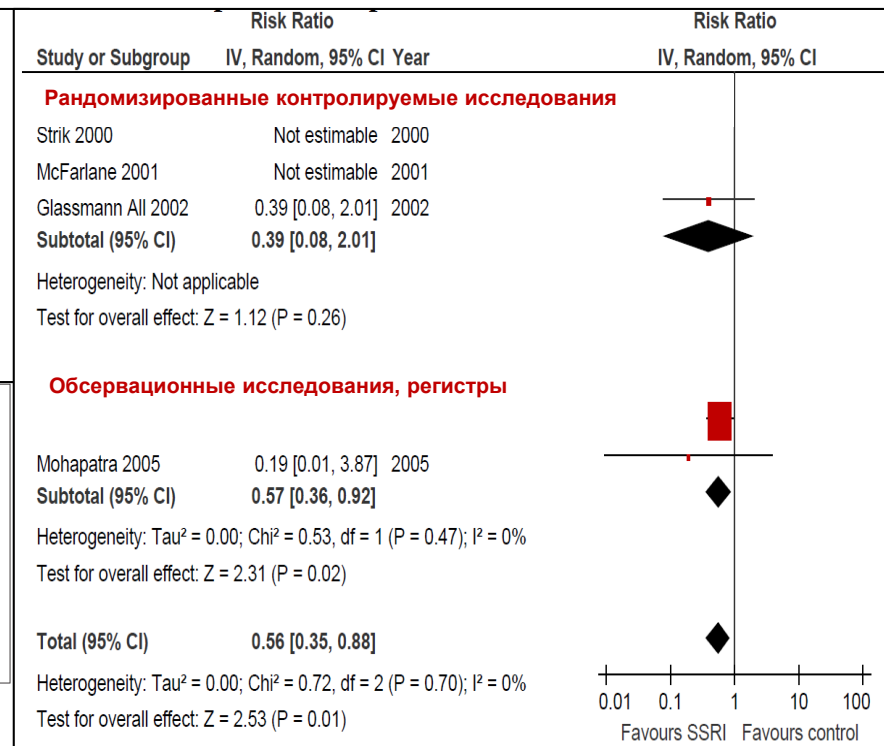 Risk Ratio Risk Ratio
Study or Subgroup IV, Random, 95% CI Year IV, Random, 95% CI
Рандомизированные контролируемые исследования
Strik 2000 Not estimable 2000
McFarlane 2001 Not estimable 2001
Glassmann All 2002 0.39 [0.08, 2.01] 2002
Subtotal (95% CI) 0.39 [0.08, 2.01]
Heterogeneity: Not applicable
Test for overall effect: Z = 1.12 (P = 0.26)
Обсервационные исследования, регистры
Mohapatra 2005 0.19 [0.01, 3.87] 2005
Subtotal (95% CI) 0.57 [0.36, 0.92]
Heterogeneity: Tau² = 0.00; Chi² = 0.53, df = 1 (P = 0.47); I² = 0%
Test for overall effect: Z = 2.31 (P = 0.02)
Total (95% CI) 0.56 [0.35, 0.88]
Heterogeneity: Tau² = 0.00; Chi² = 0.72, df = 2 (P = 0.70); I² = 0%
Test for overall effect: Z = 2.53 (P = 0.01)
0.01 0.1 1 10 100
Favours SSRI Favours control